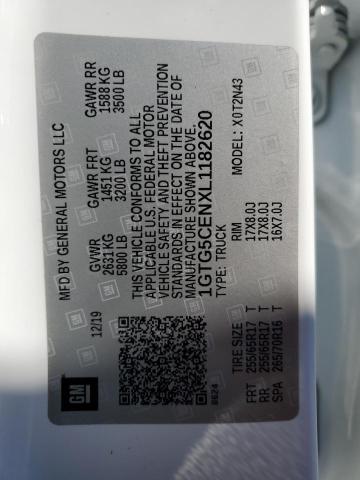 MFD BY GENERAL MOTORS LLC
12/19 GVWR GAWR FRT GAWR RR
2631KG 1451 KG 1588 KG
5800 LB 3200 LB 3500 LB
THIS VEHICLE CONFORMS TO ALL
APPLICABLE U.S. FEDERAL MOTOR
VEHICLE SAFETY AND THEFT PREVENTION
STANDARDS IN EFFECT ON THE DATE OF
MANUFACTURE SHOWN ABOVE.
1GTG5CENXL1182620
TYPE: TRUCK MODEL: X0T2N43
GM
8624
TIRE SIZE RIM
FRT 255/65R17 T 17X8.0J
RR 255/65R17 T 17X8.0J
SPA 265/70R16 T 16X7.0J